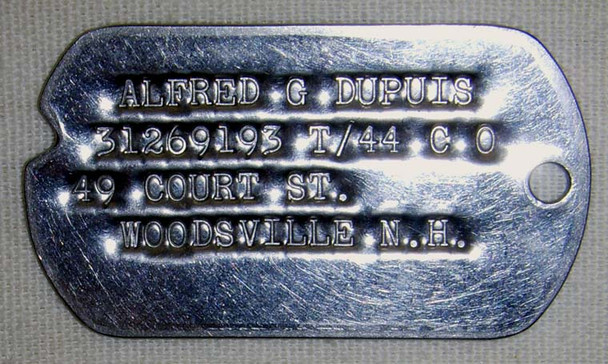 ALFRED G DUPUIS
31269193 T/44 C O
49 COURT ST.
WOODSVILLE N.H.